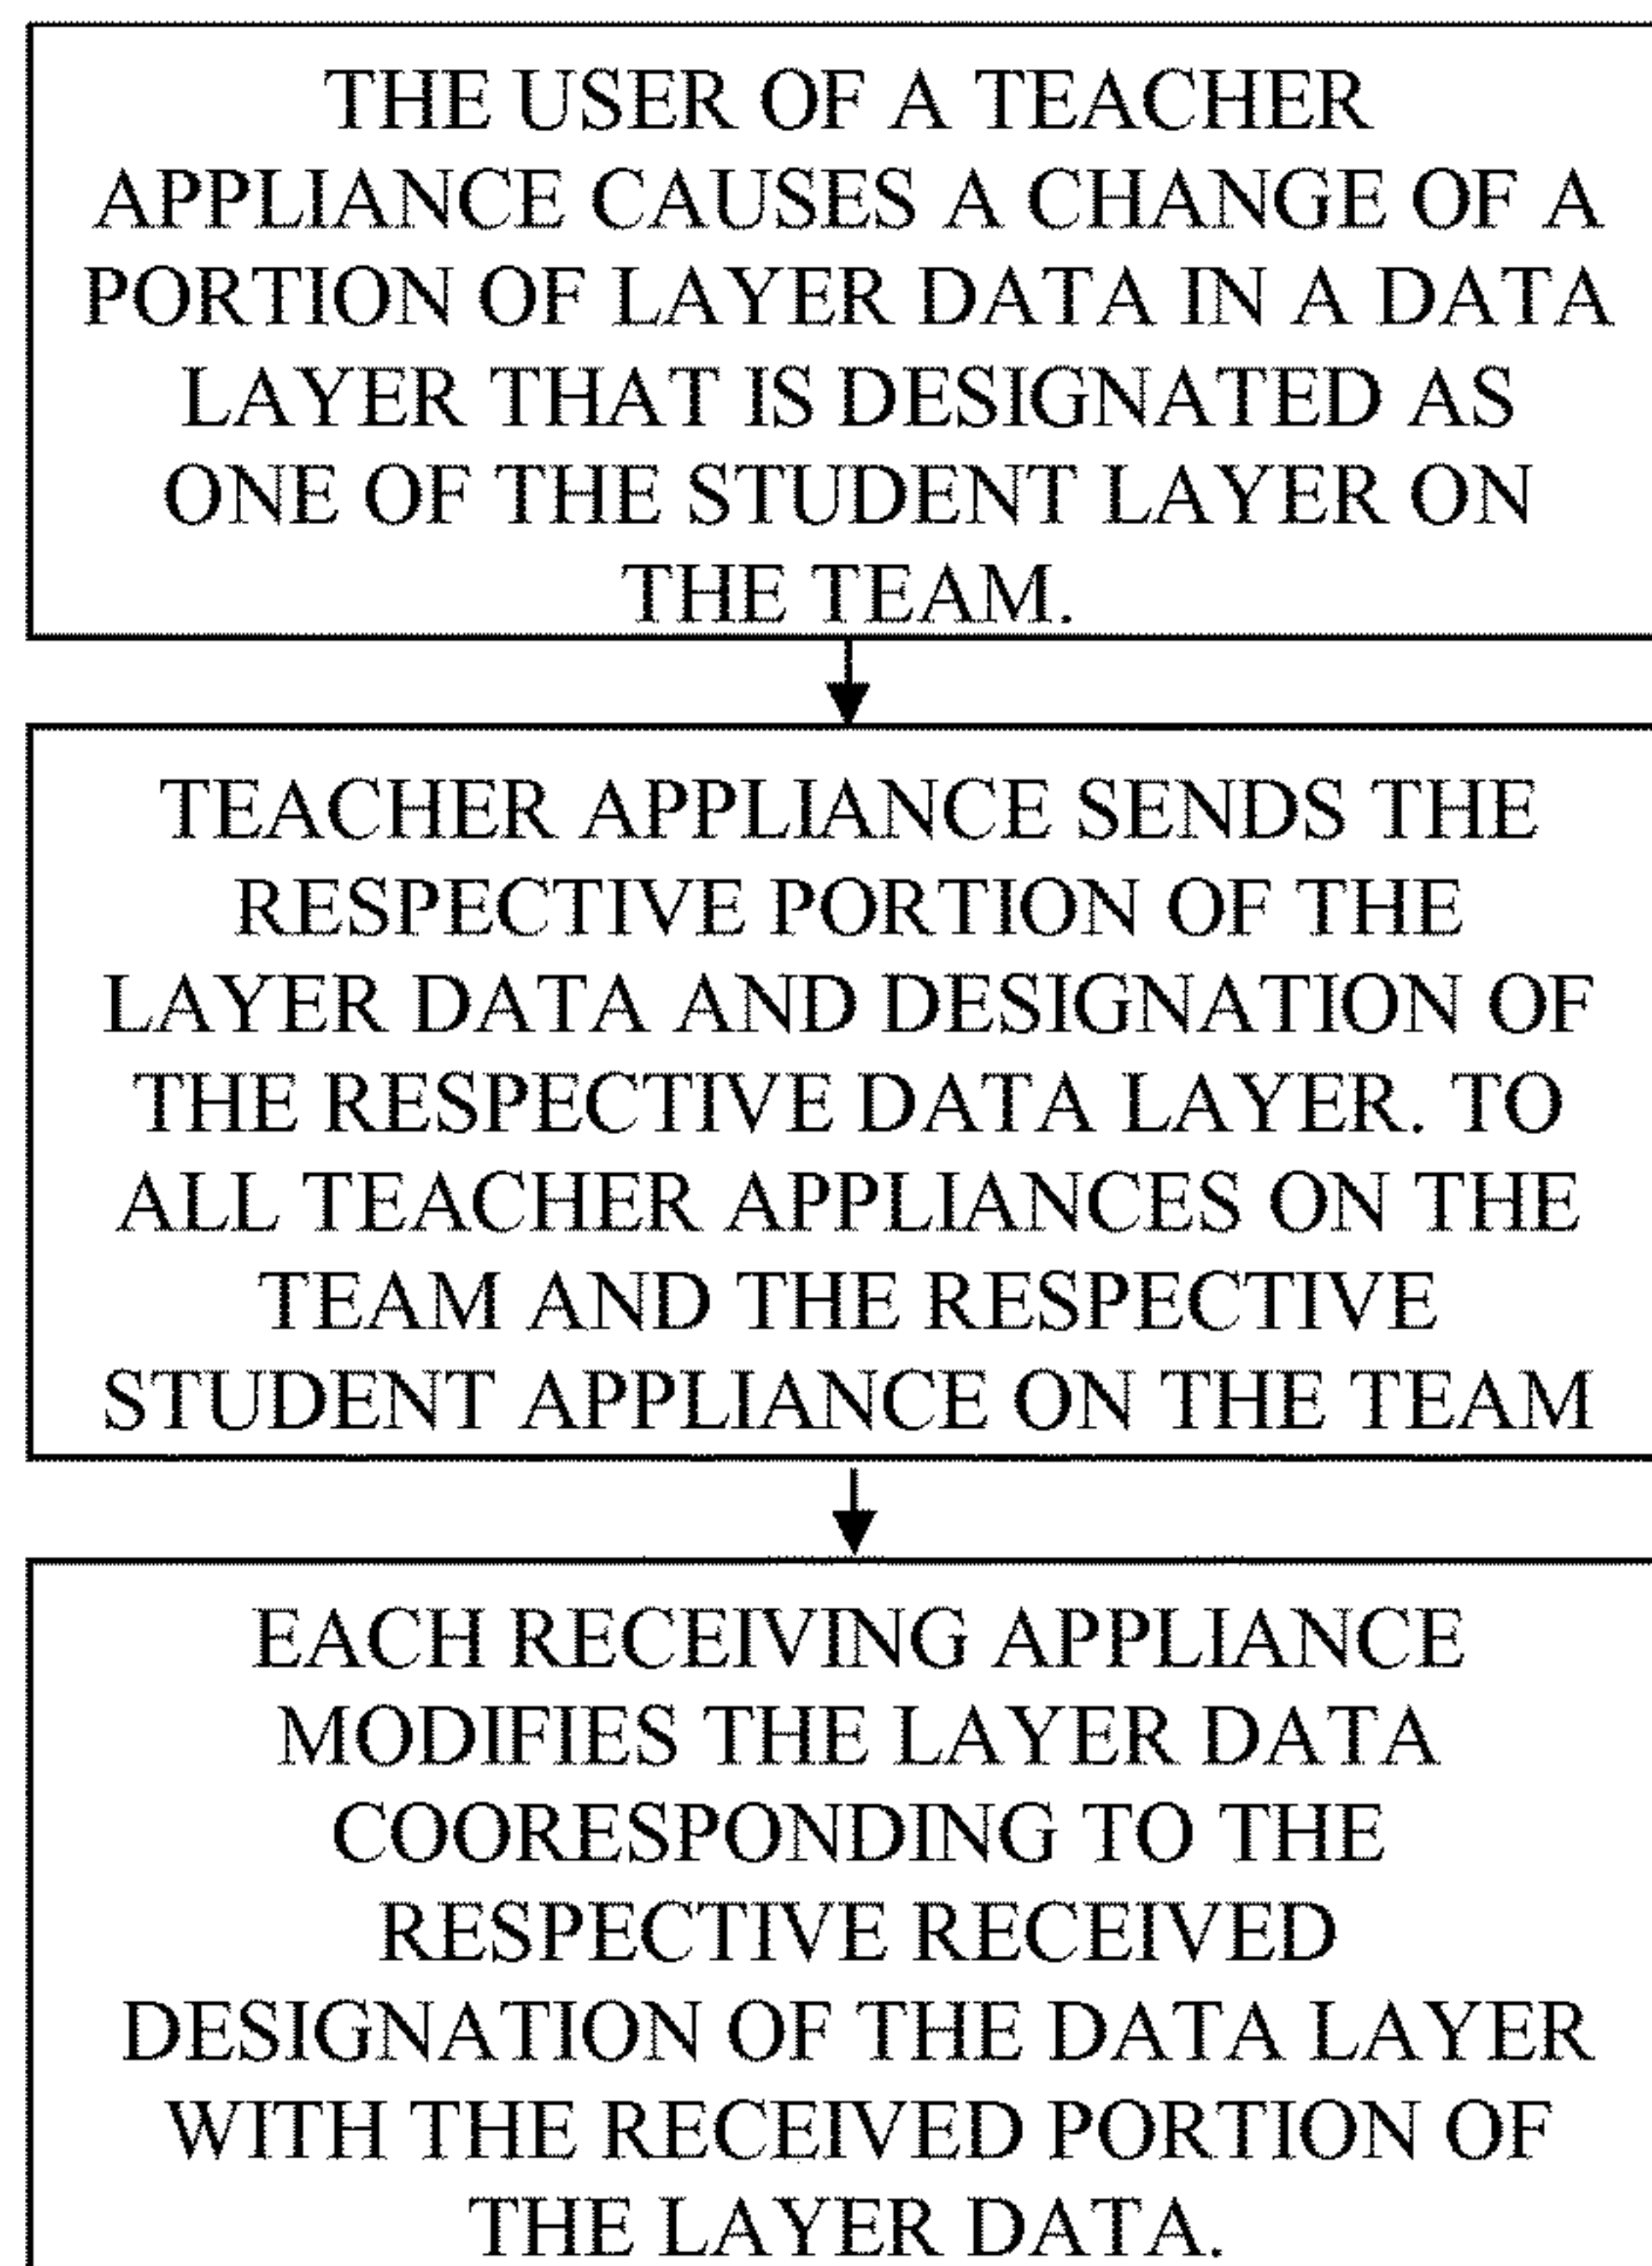 THE USER OF A TEACHER
APPLIANCE CAUSES A CHANGE OF A
PORTION OF LAYER DATA IN A DATA
LAYER THAT IS DESIGNATED AS
ONE OF THE STUDENT LAYER ON
THE TEAM.
TEACHER APPLIANCE SENDS THE
RESPECTIVE PORTION OF THE
LAYER DATA AND DESIGNATION OF
THE RESPECTIVE DATA LAYER. TO
ALL TEACHER APPLIANCES ON THE
TEAM AND THE RESPECTIVE
STUDENT APPLIANCE ON THE TEAM
EACH RECEIVING APPLIANCE
MODIFIES THE LAYER DATA
COORESPONDING TO THE
RESPECTIVE RECEIVED
DESIGNATION OF THE DATA LAYER
WITH THE RECEIVED PORTION OF
THE LAYER DATA.